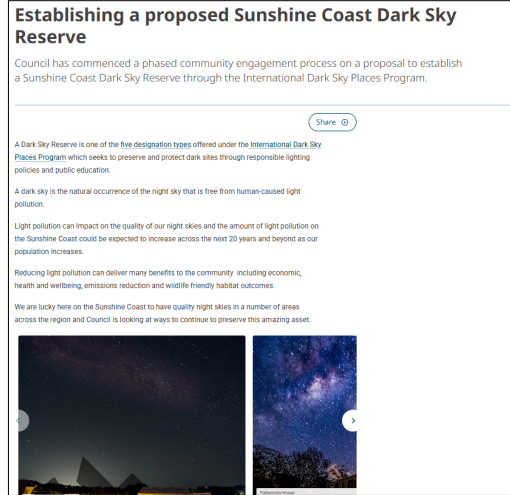 Establishing a proposed Sunshine Coast Dark Sky
Reserve
Council has commenced a phased community engagement process on a proposal to establish
a Sunshine Coast Dark Sky Reserve through the International Dark Sky Places Program.
Share
A Dark Sky Reserve is one of the five designation types offered under the International Dark Sky
Places Program which seeks to preserve and protect dark sites through responsible lighting
policies and public education.
A dark sky is the natural occurrence of the night sky that is free from human-caused light
pollution.
Light pollution can impact on the quality of our night skies and the amount of light pollution on
the Sunshine Coast could be expected to increase across the next 20 years and beyond as our
population increases.
Reducing light pollution can deliver many benefits to the community including economic,
health and wellbeing, emissions reduction and wildlife friendly habitat outcomes.
We are lucky here on the Sunshine Coast to have quality night skies in a number of areas
across the region and Council is looking at ways to continue to preserve this amazing asset.
House